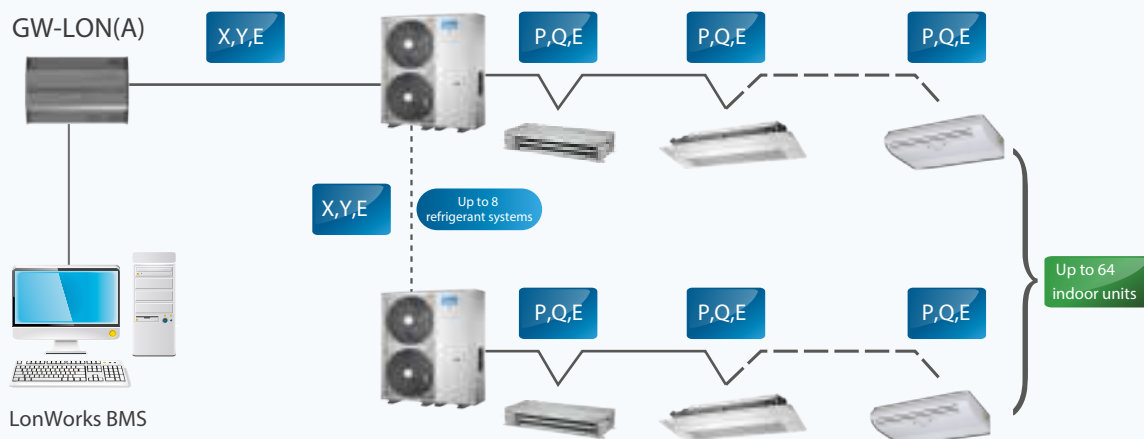 GW-LON(A)
X,Y,E
P,Q,E
P,Q,E
P,Q,E
X,Y,E
Up to 8
refrigerant systems
Up to 64
indoor units
P,Q,E
P,Q,E
P,Q,E
LonWorks BMS